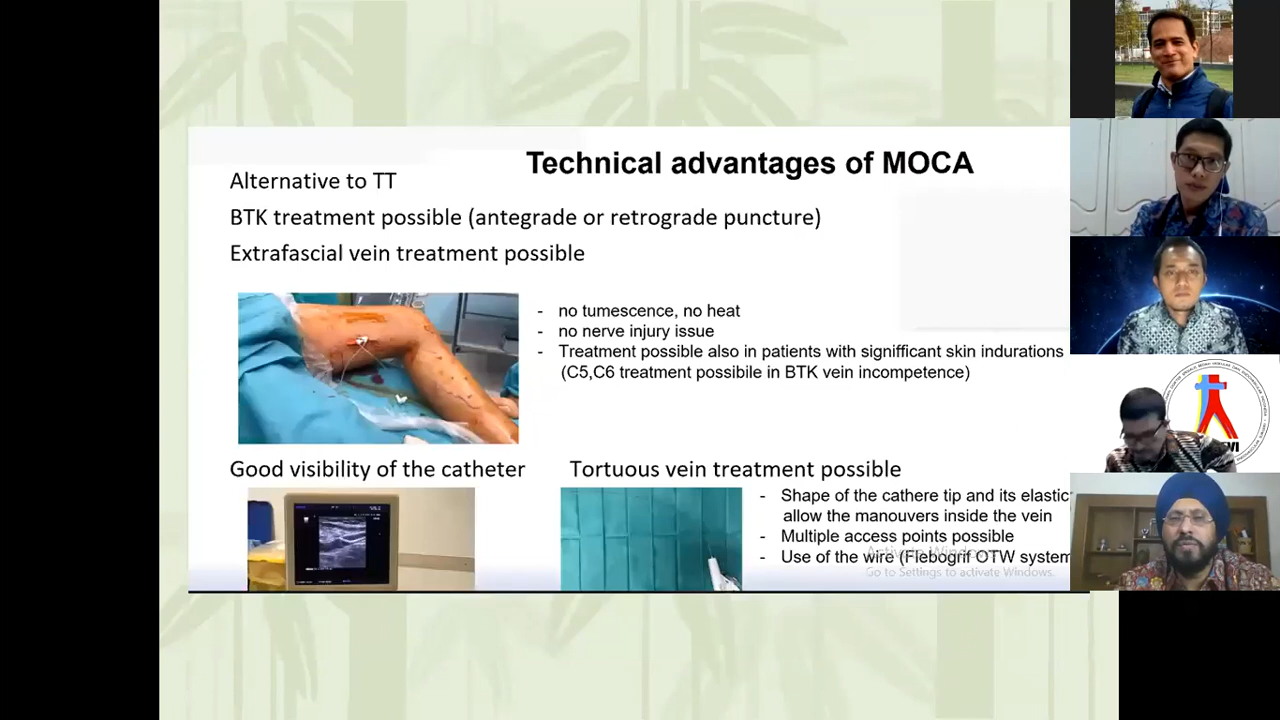 Technical advantages of MOCA
Alternative to TT
BTK treatment possible (antegrade or retrograde puncture)
Extrafascial vein treatment possible
- no tumescence, no heat
- no nerve injury issue
- Treatment possible also in patients with signifficant skin indurations
(C5,C6 treatment possibile in BTK vein incompetence)
Good visibility of the catheter
Tortuous vein treatment possible
- Shape of the cathere tip and its elastic
allow the manouvers inside the vein
- Multiple access points possible
- Use of the wire (Flebogrif OTW system
Activate Windows
Go to Settings to activate Windows.